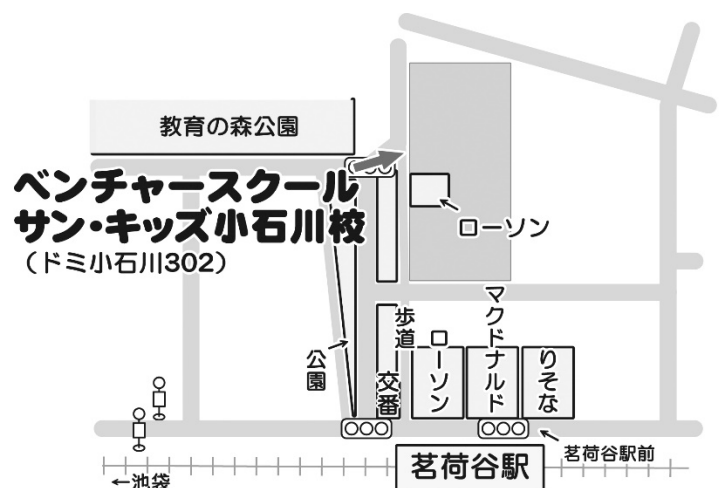 教育の森公園
ベンチャースクール
サン・キッズ小石川校
（ドミ小石川302）
ローソン
公園
歩道
交番
ローソン
マクドナルド
りそな
茗荷谷駅
茗荷谷駅前
←池袋